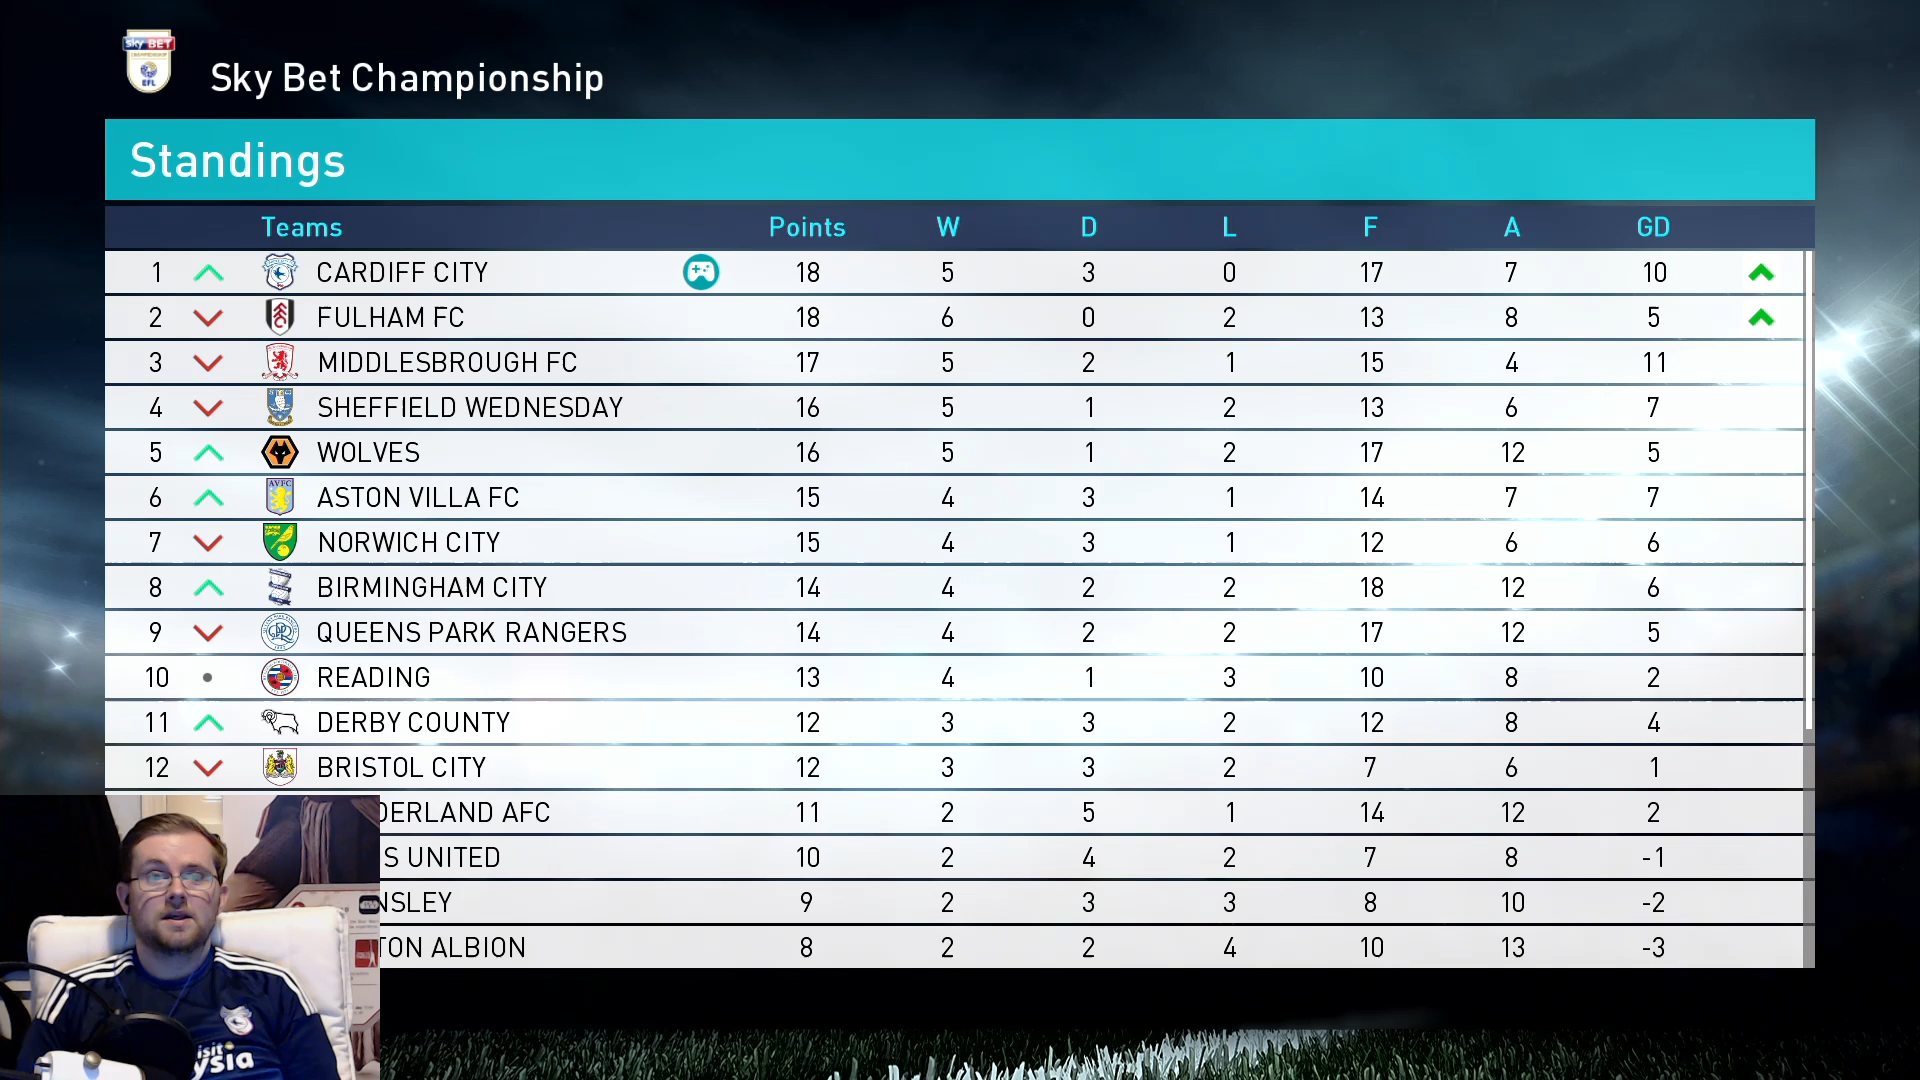 Sky BET
EFL
Sky Bet Championship
Standings
Teams Points W D L F A GD
1 CARDIFF CITY 18 5 3 0 17 7 10
2 FULHAM FC 18 6 0 2 13 8 5
3 MIDDLESBROUGH FC 17 5 2 1 15 4 11
4 SHEFFIELD WEDNESDAY 16 5 1 2 13 6 7
5 WOLVES 16 5 1 2 17 12 5
AVFC
6 ASTON VILLA FC 15 4 3 1 14 7 7
7 NORWICH CITY 15 4 3 1 12 6 6
8 BIRMINGHAM CITY 14 4 2 2 18 12 6
9 QUEENS PARK RANGERS 14 4 2 2 17 12 5
10 READING 13 4 1 3 10 8 2
11 DERBY COUNTY 12 3 3 2 12 8 4
12 BRISTOL CITY 12 3 3 2 7 6 1
DERLAND AFC 11 2 5 1 14 12 2
S UNITED 10 2 4 2 7 8 -1
NSLEY 9 2 3 3 8 10 -2
TON ALBION 8 2 2 4 10 13 -3
isit
ysia